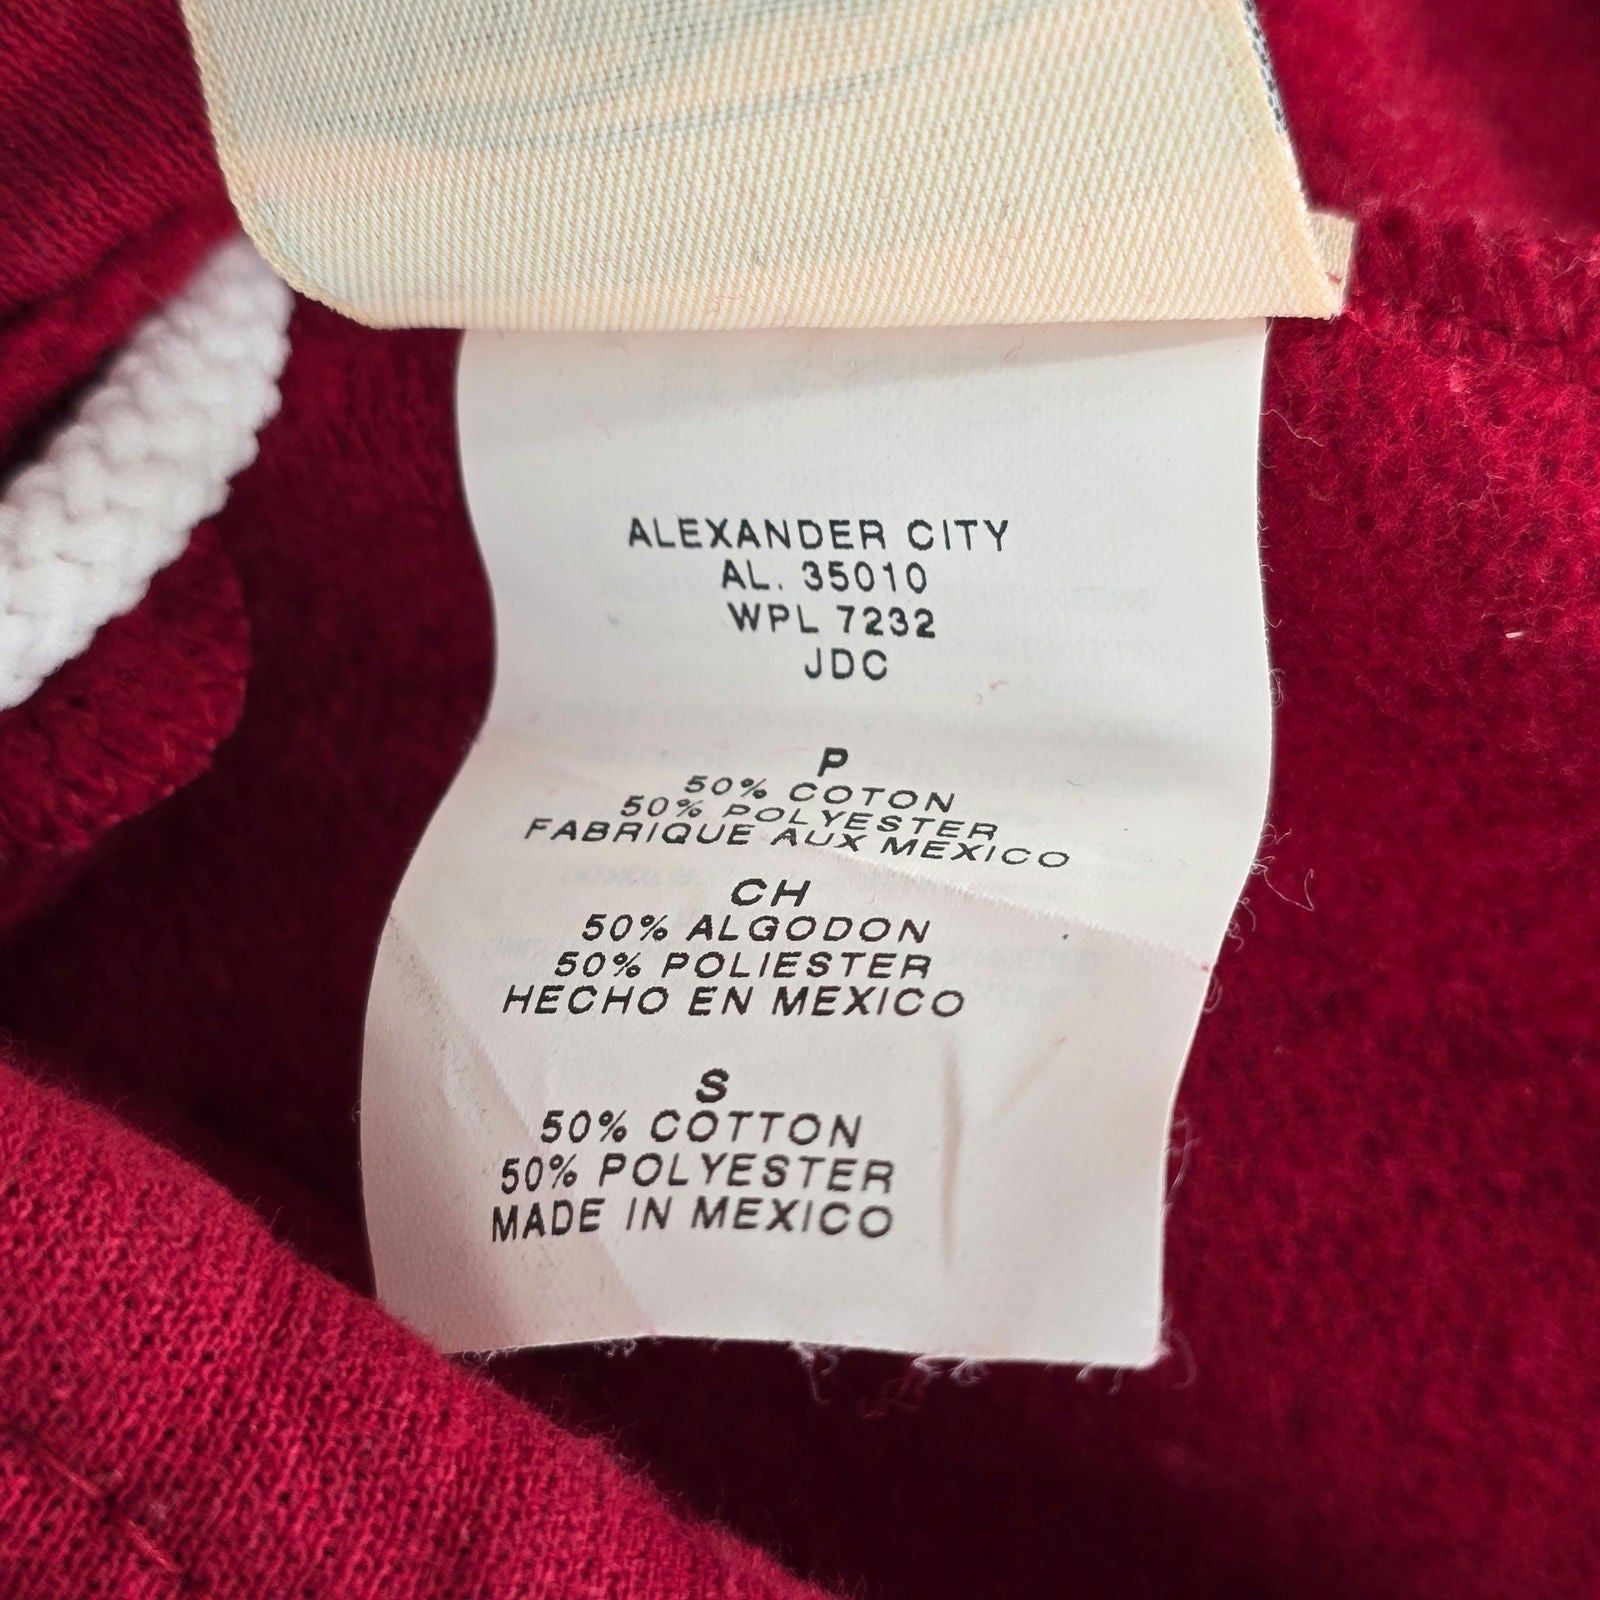 ALEXANDER CITY
AL. 35010
WPL 7232
JDC
P
50% COTON
50% POLYESTER
FABRIQUE AUX MEXICO
CH
50% ALGODON
50% POLIESTER
HECHO EN MEXICO
S
50% COTTON
50% POLYESTER
MADE IN MEXICO